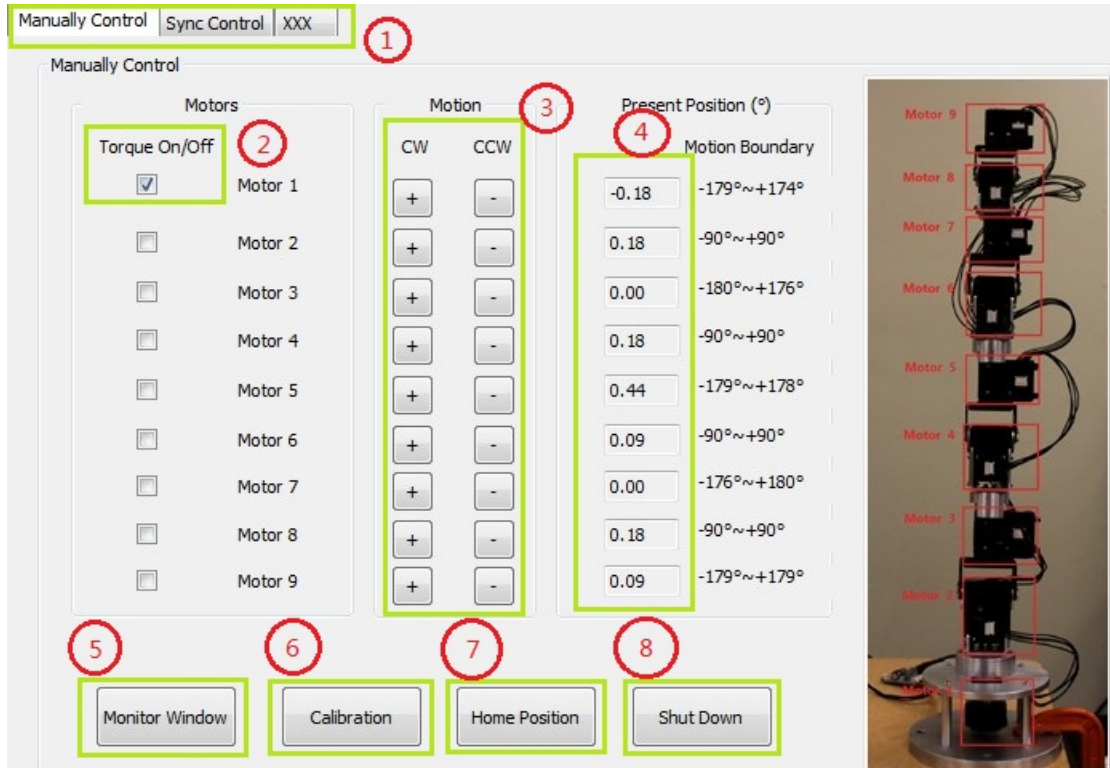 Manually Control Sync Control XXX
1
Manually Control
Motors Motion 3 Present Position (°)
Torque On/Off 2 CW CCW 4 Motion Boundary
Motor 1 + - -0.18 -179°~+174°
Motor 2 + - 0.18 -90°~+90°
Motor 3 + - 0.00 -180°~+176°
Motor 4 + - 0.18 -90°~+90°
Motor 5 + - 0.44 -179°~+178°
Motor 6 + - 0.09 -90°~+90°
Motor 7 + - 0.00 -176°~+180°
Motor 8 + - 0.18 -90°~+90°
Motor 9 + - 0.09 -179°~+179°
5 6 7 8
Monitor Window Calibration Home Position Shut Down
Motor 9
Motor 8
Motor 7
Motor 6
Motor 5
Motor 4
Motor 3
Motor 2
Motor 1